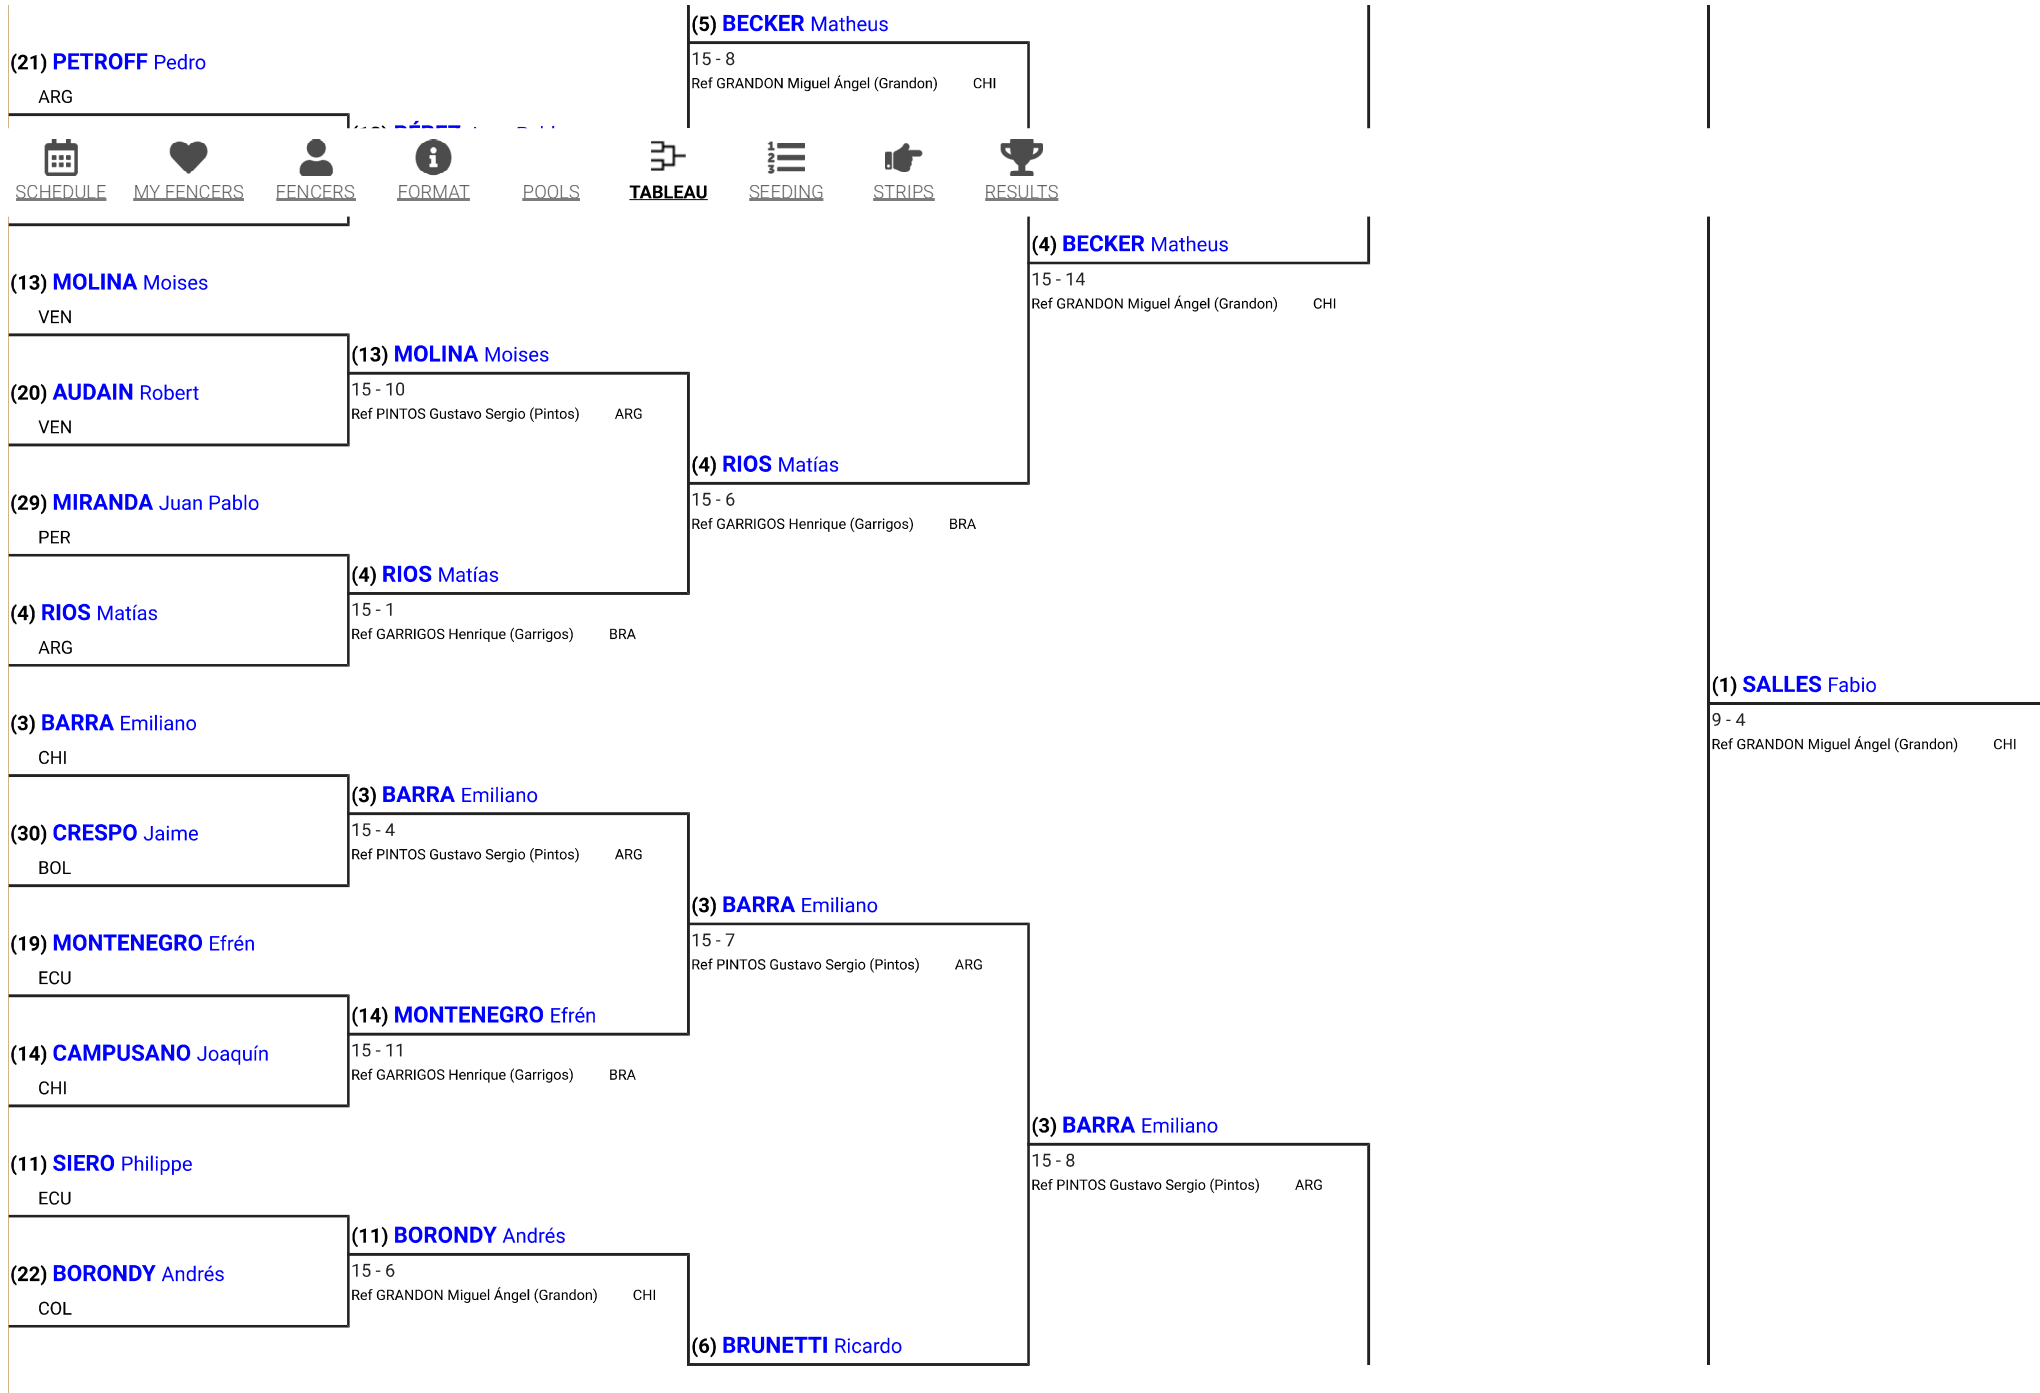 (5) BECKER Matheus
15 - 8
Ref GRANDON Miguel Ángel (Grandon) CHI
(21) PETROFF Pedro
ARG
SCHEDULE
MY FENCERS
FENCERS
FORMAT
POOLS
TABLEAU
SEEDING
STRIPS
RESULTS
(4) BECKER Matheus
15 - 14
Ref GRANDON Miguel Ángel (Grandon) CHI
(13) MOLINA Moises
VEN
(13) MOLINA Moises
15 - 10
Ref PINTOS Gustavo Sergio (Pintos) ARG
(20) AUDAIN Robert
VEN
(4) RIOS Matías
15 - 6
Ref GARRIGOS Henrique (Garrigos) BRA
(29) MIRANDA Juan Pablo
PER
(4) RIOS Matías
15 - 1
Ref GARRIGOS Henrique (Garrigos) BRA
(4) RIOS Matías
ARG
(1) SALLES Fabio
9 - 4
Ref GRANDON Miguel Ángel (Grandon) CHI
(3) BARRA Emiliano
CHI
(3) BARRA Emiliano
15 - 4
Ref PINTOS Gustavo Sergio (Pintos) ARG
(30) CRESPO Jaime
BOL
(3) BARRA Emiliano
15 - 7
Ref PINTOS Gustavo Sergio (Pintos) ARG
(19) MONTENEGRO Efrén
ECU
(14) MONTENEGRO Efrén
15 - 11
Ref GARRIGOS Henrique (Garrigos) BRA
(14) CAMPUSANO Joaquín
CHI
(3) BARRA Emiliano
15 - 8
Ref PINTOS Gustavo Sergio (Pintos) ARG
(11) SIERO Philippe
ECU
(11) BORONDY Andrés
15 - 6
Ref GRANDON Miguel Ángel (Grandon) CHI
(22) BORONDY Andrés
COL
(6) BRUNETTI Ricardo